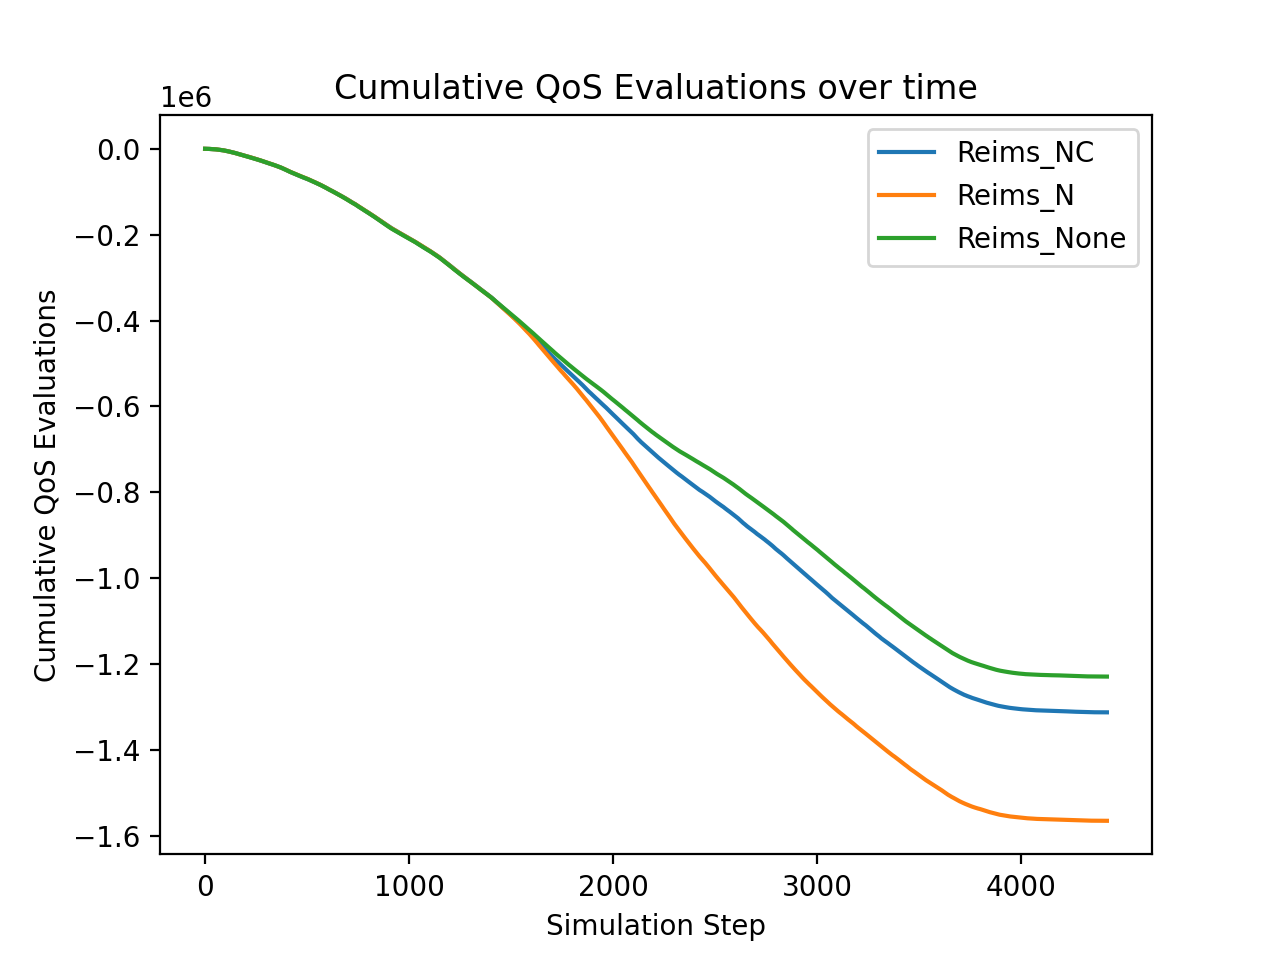 Cumulative QoS Evaluations over time
1e6
Reims_NC
Reims_N
Reims_None
0.0
−0.2
−0.4
−0.6
−0.8
−1.0
−1.2
−1.4
−1.6
Cumulative QoS Evaluations
0 1000 2000 3000 4000
Simulation Step